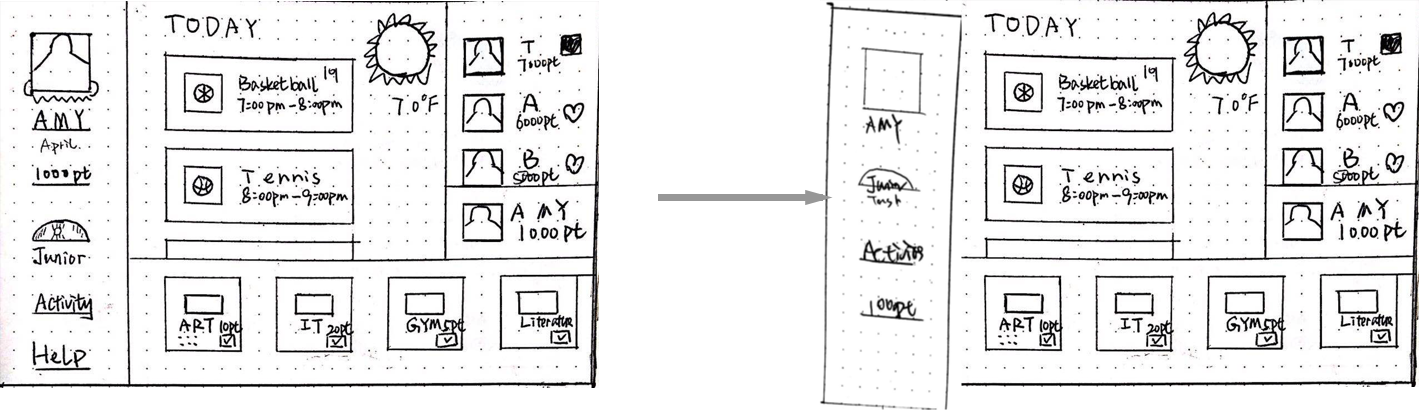 AMY
April.
1000pt
Junior
Activity
Help
TODAY
Basketball 19
7:00pm-8:00pm
Tennis
8:00pm-9:00pm
70°F
T
7000pt
A
6000pt
B
5000pt
AMY
1000pt
ART 10pt
IT 20pt
GYM 5pt
Literatur
AMY
Junior
Activities
1000pt
TODAY
Basketball 19
7:00pm-8:00pm
Tennis
8:00pm-9:00pm
70°F
T
7000pt
A
6000pt
B
5000pt
AMY
1000pt
ART 10pt
IT 20pt
GYM 5pt
Literatur